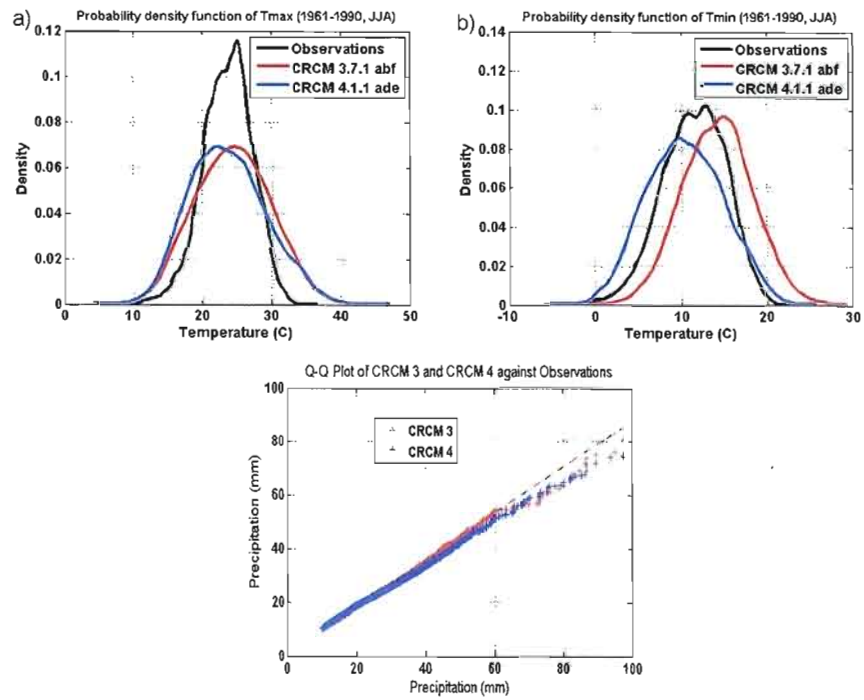 a)
Probability density function of Tmax (1961-1990, JJA)
0.12
0.1
0.08
0.06
0.04
0.02
0
Density
Observations
CRCM 3.7.1 abf
CRCM 4.1.1 ade
0 10 20 30 40 50
Temperature (C)
b)
Probability density function of Tmin (1961-1990, JJA)
0.14
0.12
0.1
0.08
0.06
0.04
0.02
0
Density
Observations
CRCM 3.7.1 abf
CRCM 4.1.1 ade
-10 0 10 20 30
Temperature (C)
Q-Q Plot of CRCM 3 and CRCM 4 against Observations
100
80
60
40
20
0
Precipitation (mm)
CRCM 3
CRCM 4
0 20 40 60 80 100
Precipitation (mm)